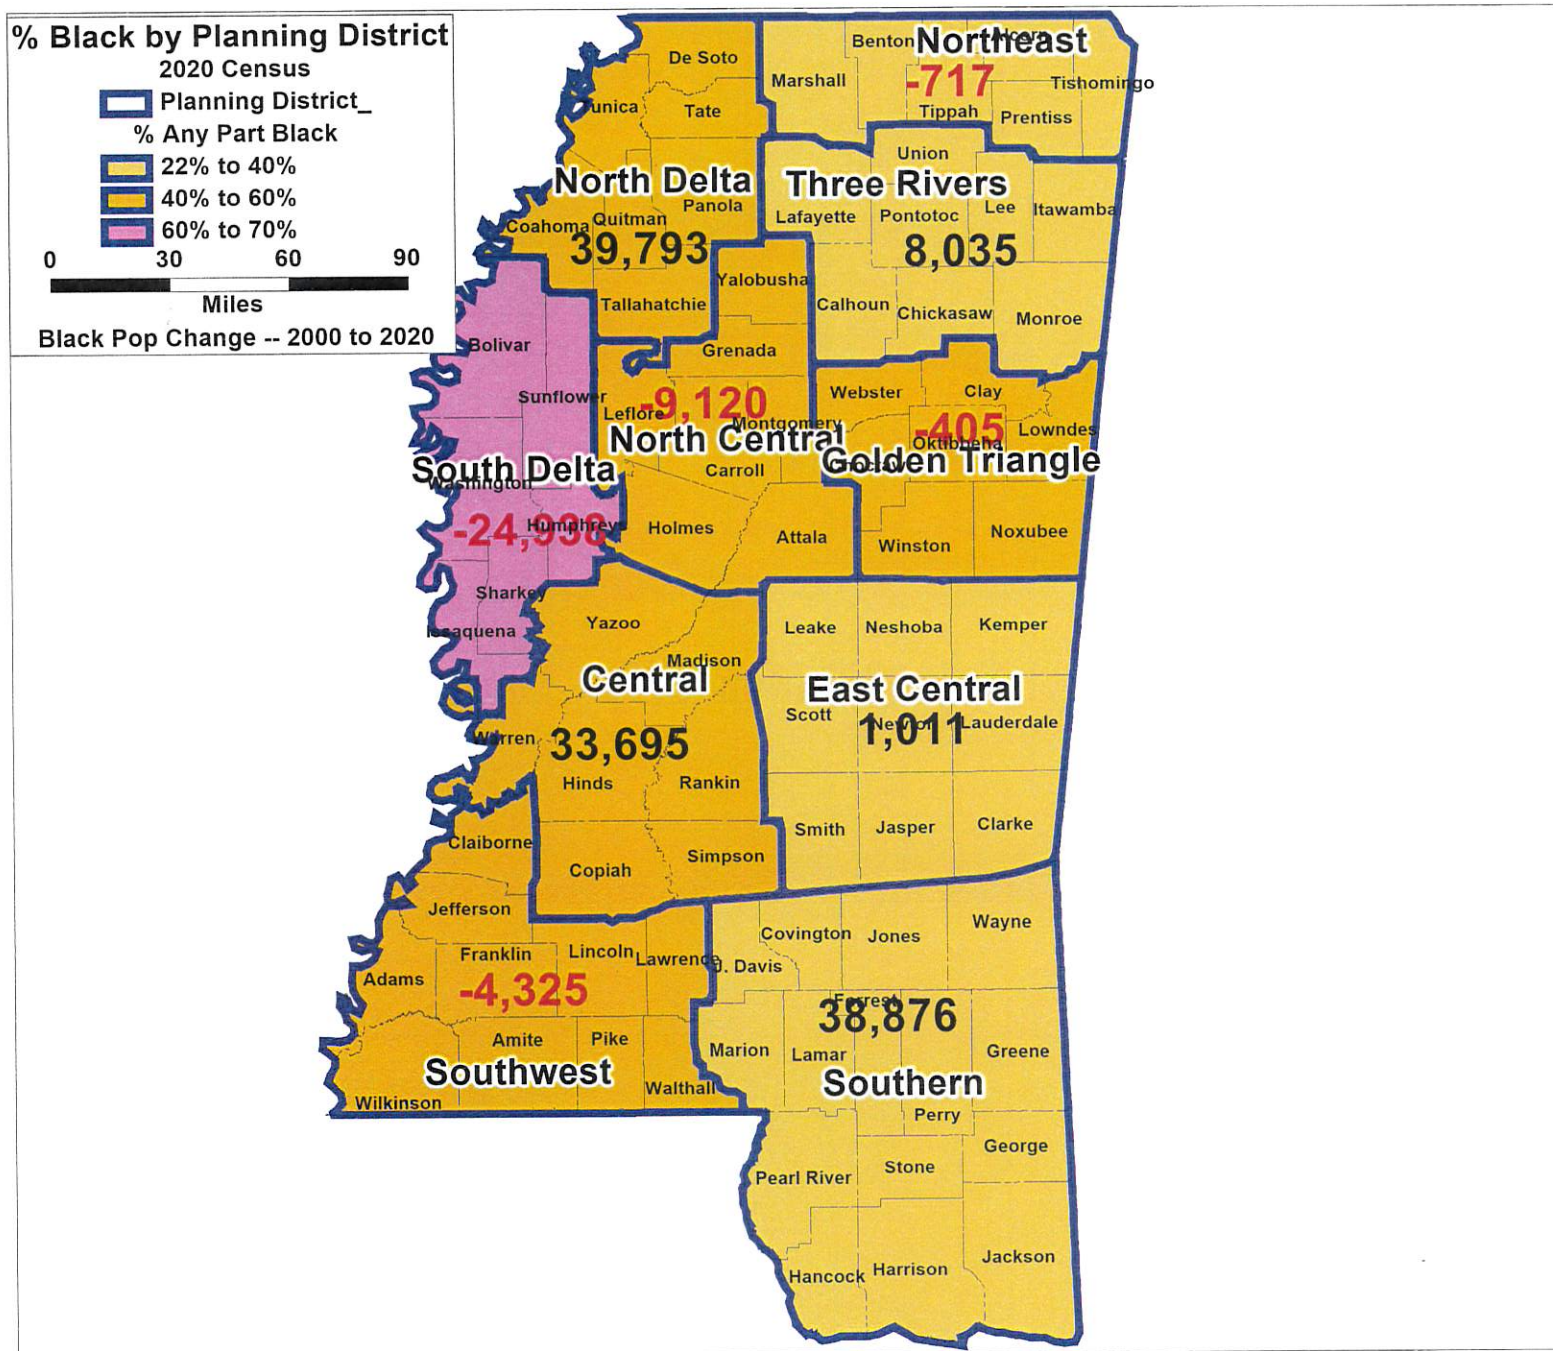 % Black by Planning District
2020 Census
Planning District_
% Any Part Black
22% to 40%
40% to 60%
60% to 70%
0 30 60 90
Miles
Black Pop Change -- 2000 to 2020
De Soto
Tunica
Tate
North Delta
Panola
Coahoma
Quitman
39,793
Tallahatchie
Benton
Alcorn
Northeast
Marshall
-717
Tishomingo
Tippah
Prentiss
Union
Three Rivers
Lafayette
Pontotoc
Lee
Itawamba
8,035
Calhoun
Chickasaw
Monroe
Yalobusha
Grenada
Leflore
-9,120
Montgomery
North Central
Carroll
Holmes
Attala
Webster
Clay
-405
Oktibbeha
Lowndes
Choctaw
Golden Triangle
Winston
Noxubee
Bolivar
Sunflower
South Delta
Washington
-24,938
Humphreys
Sharkey
Issaquena
Yazoo
Madison
Central
Warren
33,695
Hinds
Rankin
Copiah
Simpson
Leake
Neshoba
Kemper
East Central
Scott
Newton
Lauderdale
1,011
Smith
Jasper
Clarke
Claiborne
Jefferson
Franklin
Lincoln
Lawrence
Adams
-4,325
Amite
Pike
Southwest
Walthall
Wilkinson
Covington
Jones
Wayne
J. Davis
Forrest
38,876
Marion
Lamar
Greene
Southern
Perry
George
Pearl River
Stone
Hancock
Harrison
Jackson